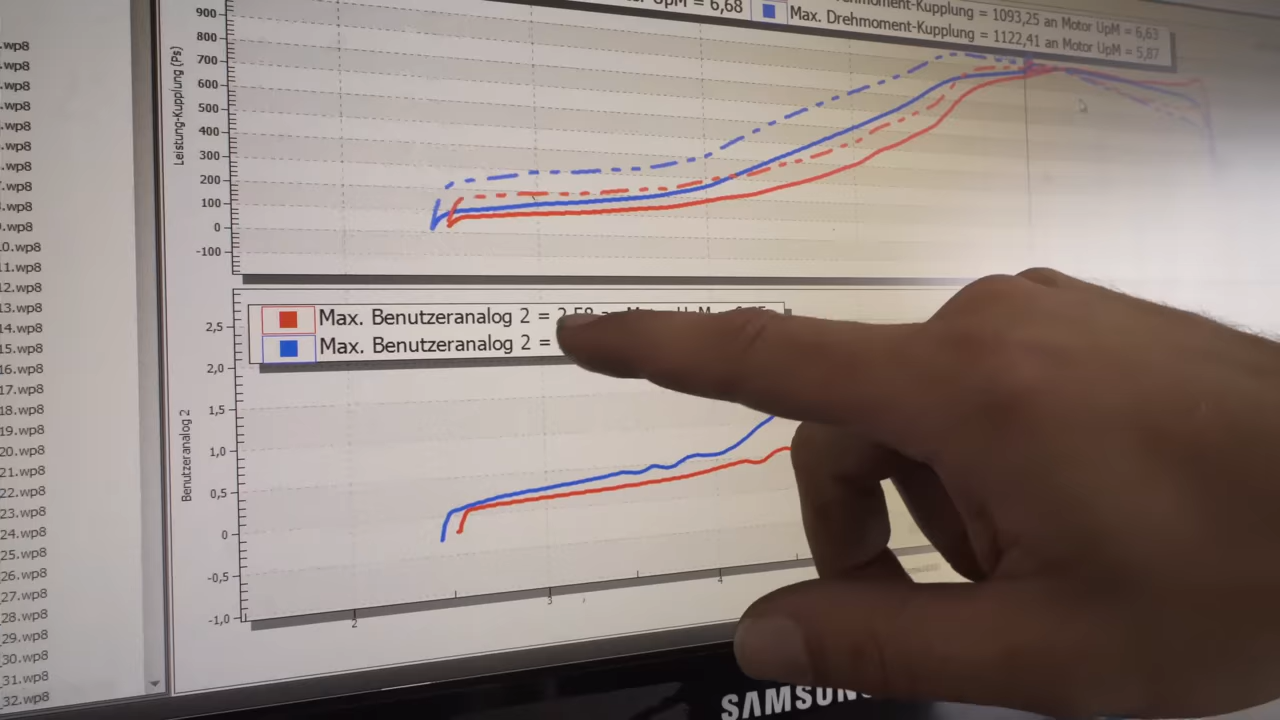 UpM = 6,68
Drehmoment-Kupplung = 1093,25 an Motor UpM = 6,63
Max. Drehmoment-Kupplung = 1122,41 an Motor UpM = 5,87
.wp8
.wp8
.wp8
.wp8
.wp8
.wp8
.wp8
.wp8
.wp8
.wp8
10.wp8
11.wp8
12.wp8
13.wp8
14.wp8
15.wp8
16.wp8
17.wp8
18.wp8
19.wp8
20.wp8
21.wp8
22.wp8
23.wp8
24.wp8
25.wp8
26.wp8
27.wp8
28.wp8
29.wp8
30.wp8
31.wp8
32.wp8
Leistung-Kupplung (Ps)
900
800
700
600
500
400
300
200
100
0
-100
Max. Benutzeranalog 2 =
Max. Benutzeranalog 2 =
Benutzeranalog 2
2,5
2,0
1,5
1,0
0,5
0
-0,5
-1,0
2
3
4
SAMSUNG